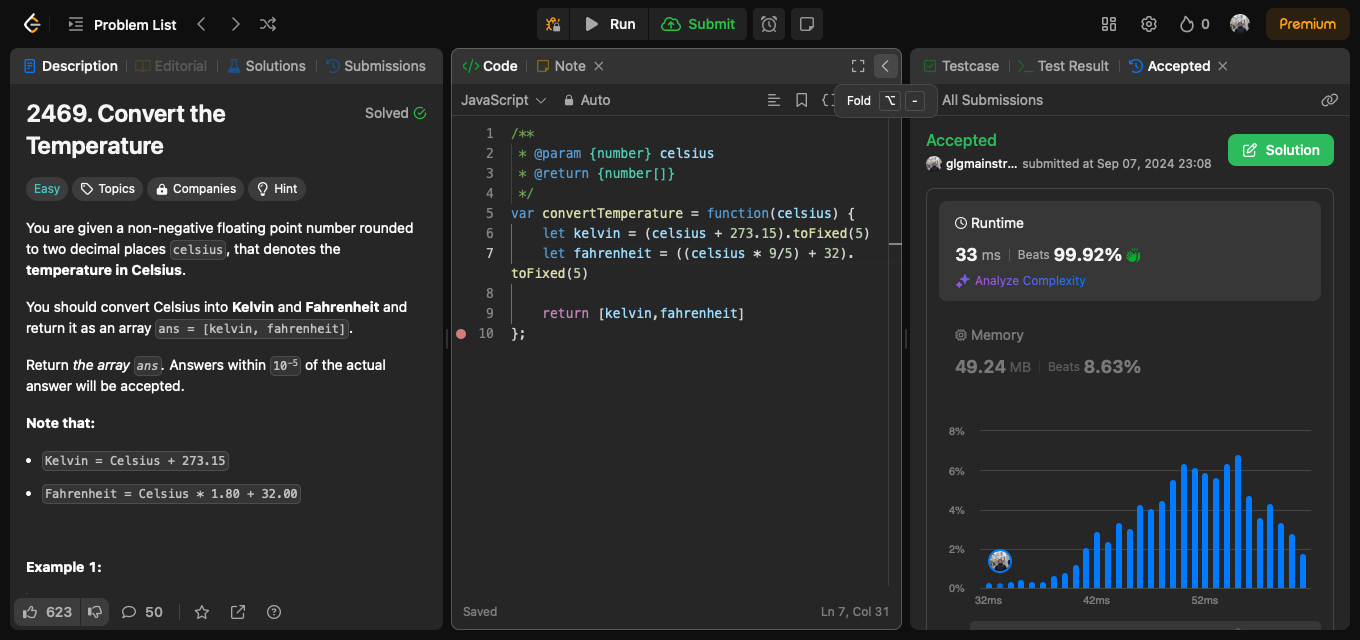 Problem List
Run
Submit
0
Premium
Description
Editorial
Solutions
Submissions
2469. Convert the
Temperature
Solved
Easy
Topics
Companies
Hint
You are given a non-negative floating point number rounded
to two decimal places celsius, that denotes the
temperature in Celsius.
You should convert Celsius into Kelvin and Fahrenheit and
return it as an array ans = [kelvin, fahrenheit].
Return the array ans. Answers within 10⁻⁵ of the actual
answer will be accepted.
Note that:
• Kelvin = Celsius + 273.15
• Fahrenheit = Celsius * 1.80 + 32.00
Example 1:
623
50
</> Code
Note
JavaScript
Auto
Fold ⌥ -
1 /**
2 * @param {number} celsius
3 * @return {number[]}
4 */
5 var convertTemperature = function(celsius) {
6 let kelvin = (celsius + 273.15).toFixed(5)
7 let fahrenheit = ((celsius * 9/5) + 32).
toFixed(5)
8
9 return [kelvin,fahrenheit]
10 };
Saved
Ln 7, Col 31
Testcase
Test Result
Accepted
All Submissions
Accepted
glgmainstr... submitted at Sep 07, 2024 23:08
Solution
Runtime
33 ms Beats 99.92%
Analyze Complexity
Memory
49.24 MB Beats 8.63%
8%
6%
4%
2%
0%
32ms 42ms 52ms